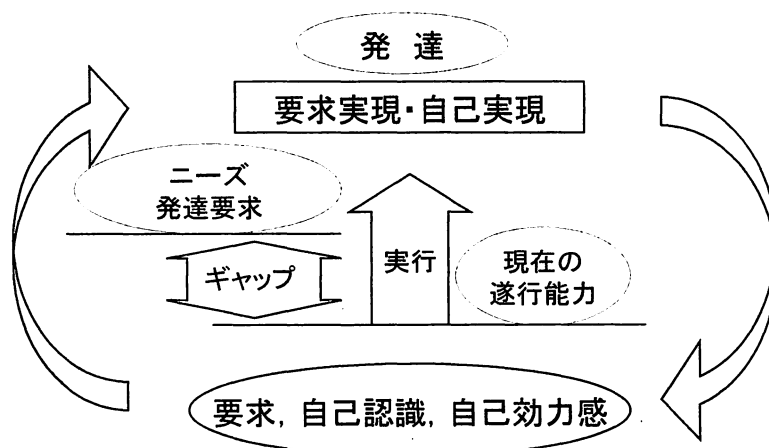 発 達
要求実現・自己実現
ニーズ
発達要求
ギャップ
実行
現在の
遂行能力
要求, 自己認識, 自己効力感